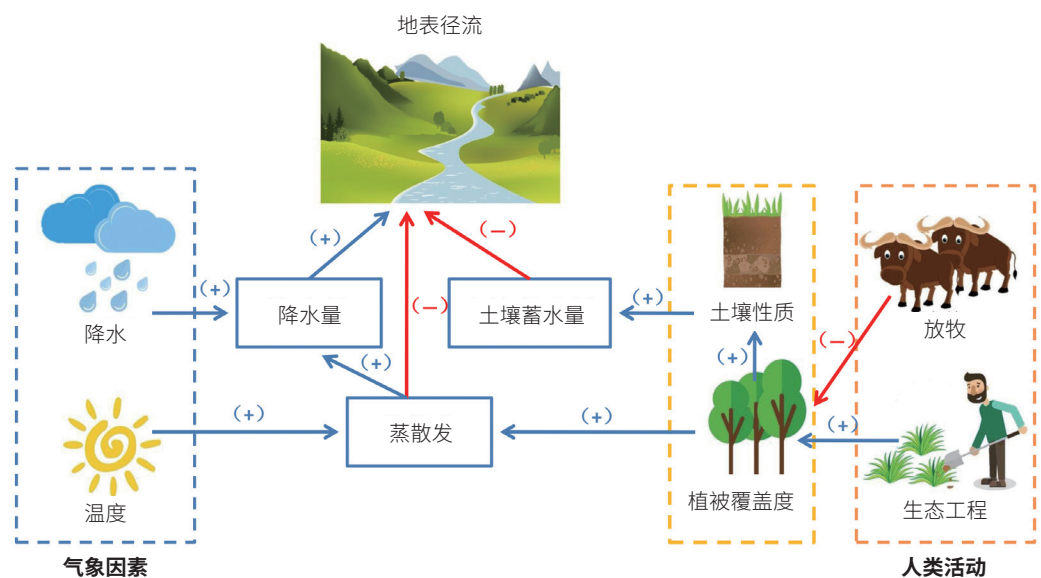 地表径流
(+)
(—)
(—)
降水
(+)
降水量
(—)
土壤蓄水量
(+)
土壤性质
放牧
(—)
(+)
(+)
温度
(+)
蒸散发
(+)
植被覆盖度
(+)
生态工程
气象因素
人类活动